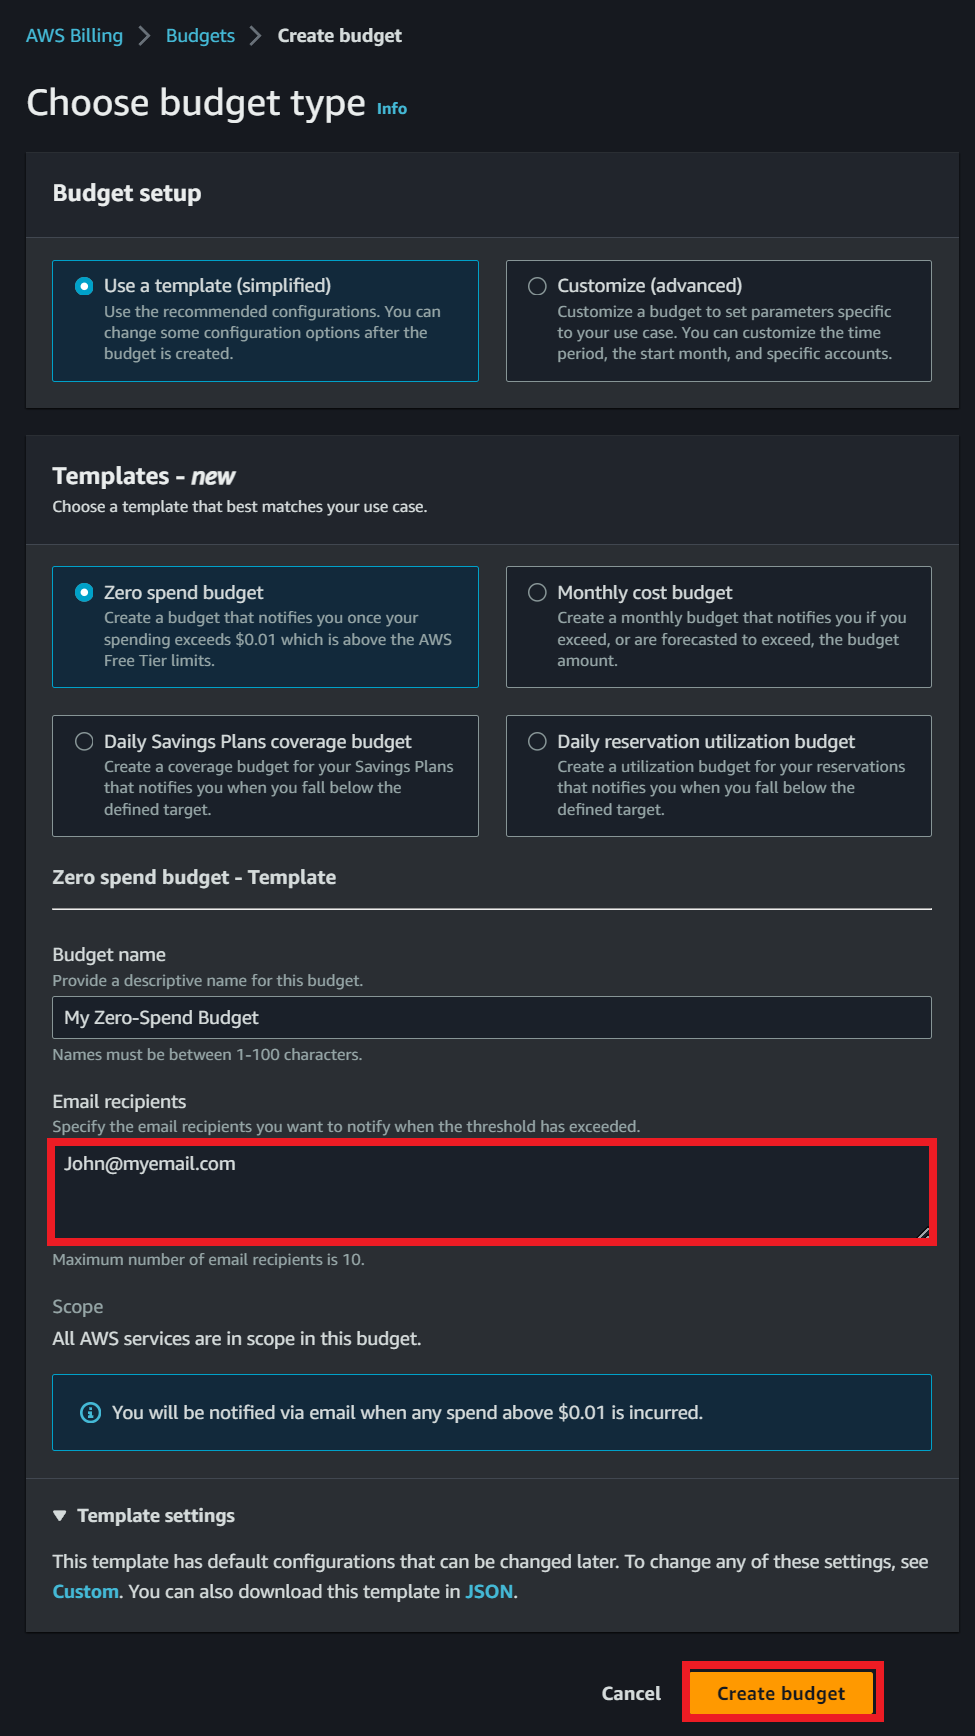 AWS Billing > Budgets > Create budget
Choose budget type Info
Budget setup
Use a template (simplified)
Use the recommended configurations. You can
change some configuration options after the
budget is created.
Customize (advanced)
Customize a budget to set parameters specific
to your use case. You can customize the time
period, the start month, and specific accounts.
Templates - new
Choose a template that best matches your use case.
Zero spend budget
Create a budget that notifies you once your
spending exceeds $0.01 which is above the AWS
Free Tier limits.
Monthly cost budget
Create a monthly budget that notifies you if you
exceed, or are forecasted to exceed, the budget
amount.
Daily Savings Plans coverage budget
Create a coverage budget for your Savings Plans
that notifies you when you fall below the
defined target.
Daily reservation utilization budget
Create a utilization budget for your reservations
that notifies you when you fall below the
defined target.
Zero spend budget - Template
Budget name
Provide a descriptive name for this budget.
My Zero-Spend Budget
Names must be between 1-100 characters.
Email recipients
Specify the email recipients you want to notify when the threshold has exceeded.
John@myemail.com
Maximum number of email recipients is 10.
Scope
All AWS services are in scope in this budget.
You will be notified via email when any spend above $0.01 is incurred.
Template settings
This template has default configurations that can be changed later. To change any of these settings, see
Custom. You can also download this template in JSON.
Cancel
Create budget